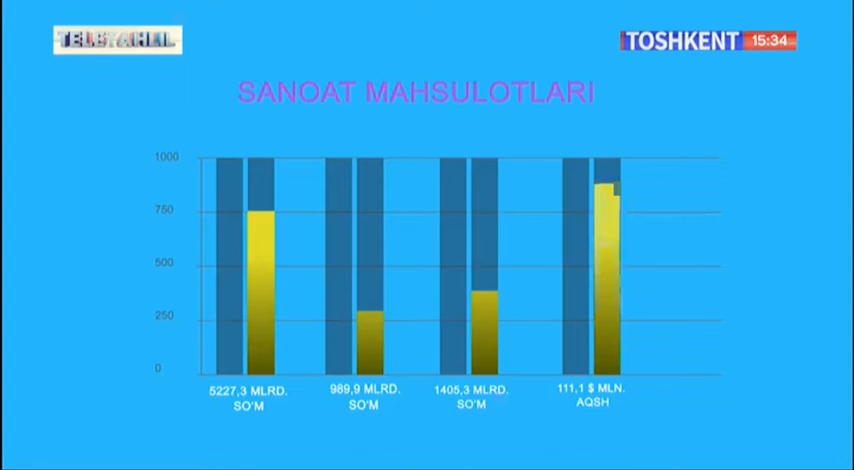 TELETAHLIL
TOSHKENT 15:34
SANOAT MAHSULOTLARI
1000
750
500
250
0
5227,3 MLRD.
SO'M
989,9 MLRD.
SO'M
1405,3 MLRD.
SO'M
111,1 $ MLN.
AQSH